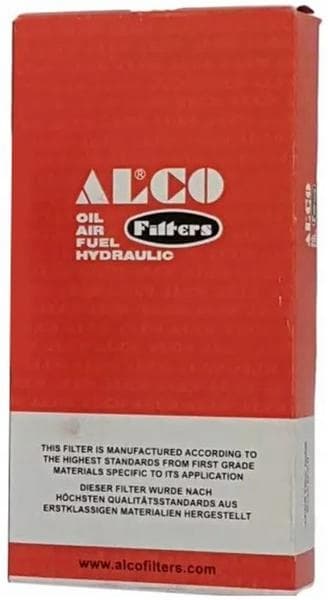 ALCO®
OIL
AIR
FUEL
HYDRAULIC
Filters
THIS FILTER IS MANUFACTURED ACCORDING TO
THE HIGHEST STANDARDS FROM FIRST GRADE
MATERIALS SPECIFIC TO ITS APPLICATION
DIESER FILTER WURDE NACH
HÖCHSTEN QUALITÄTSSTANDARDS AUS
ERSTKLASSIGEN MATERIALIEN HERGESTELLT
www.alcofilters.com
ALCO